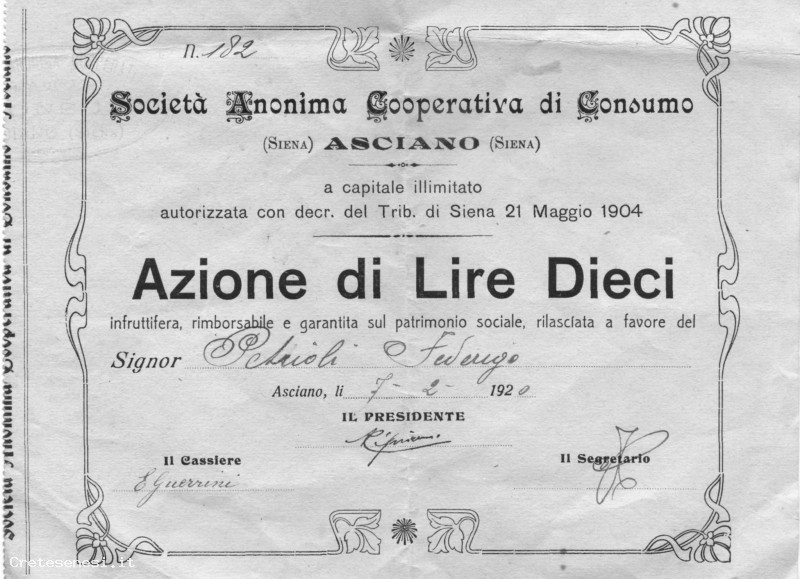 n. 182
Società Anonima Cooperativa di Consumo
(SIENA) ASCIANO (SIENA)
a capitale illimitato
autorizzata con decr. del Trib. di Siena 21 Maggio 1904
Azione di Lire Dieci
infruttifera, rimborsabile e garantita sul patrimonio sociale, rilasciata a favore del
Signor Petrioli Federigo
Asciano, li 7-2-1920
IL PRESIDENTE
Il Cassiere
Il Segretario
E Guerrini
Cretesenesi.it